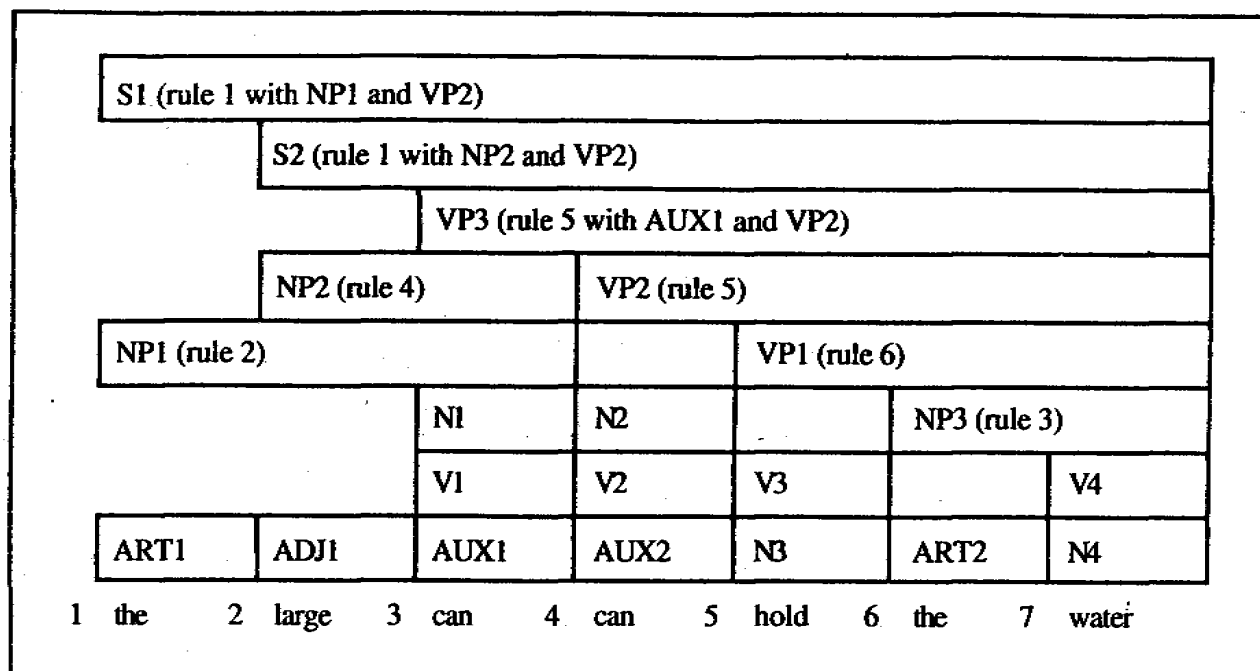 S1 (rule 1 with NP1 and VP2)
S2 (rule 1 with NP2 and VP2)
VP3 (rule 5 with AUX1 and VP2)
NP2 (rule 4) VP2 (rule 5)
NP1 (rule 2) VP1 (rule 6)
N1 N2 NP3 (rule 3)
V1 V2 V3 V4
ART1 ADJ1 AUX1 AUX2 N3 ART2 N4
1 the 2 large 3 can 4 can 5 hold 6 the 7 water